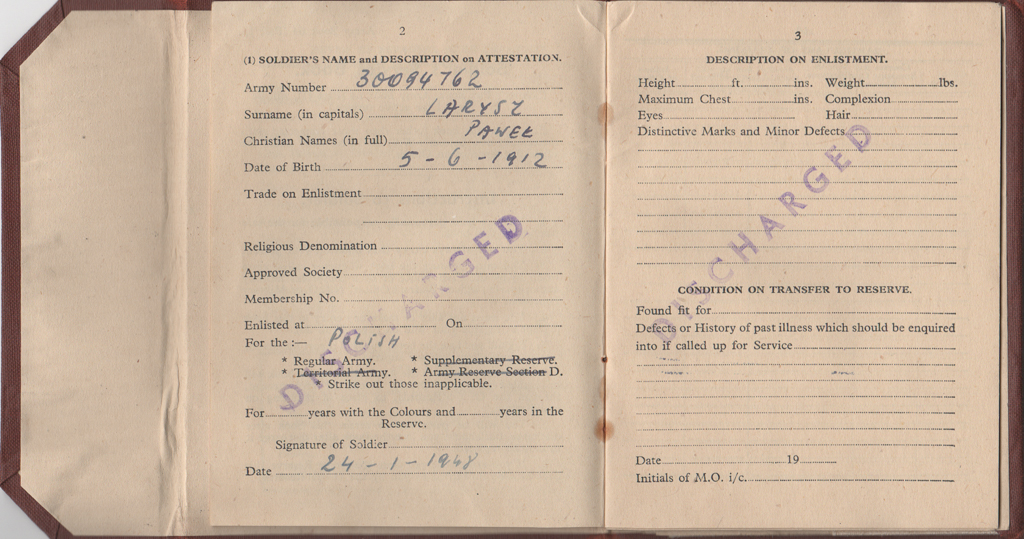 2
(1) SOLDIER'S NAME and DESCRIPTION on ATTESTATION.
Army Number 30094762
Surname (in capitals) LARYSZ
Christian Names (in full) PAWEŁ
Date of Birth 5 - 6 - 1912
Trade on Enlistment
Religious Denomination
Approved Society
Membership No.
Enlisted at On
For the :— POLISH
* Regular Army. * Supplementary Reserve.
* Territorial Army. * Army Reserve Section D.
Strike out those inapplicable.
For years with the Colours and years in the
Reserve.
Signature of Soldier
Date 24 - 1 - 1948
DISCHARGED
3
DESCRIPTION ON ENLISTMENT.
Height ft. ins. Weight lbs.
Maximum Chest ins. Complexion
Eyes Hair
Distinctive Marks and Minor Defects
CONDITION ON TRANSFER TO RESERVE.
Found fit for
Defects or History of past illness which should be enquired
into if called up for Service
Date 19
Initials of M.O. i/c.
DISCHARGED